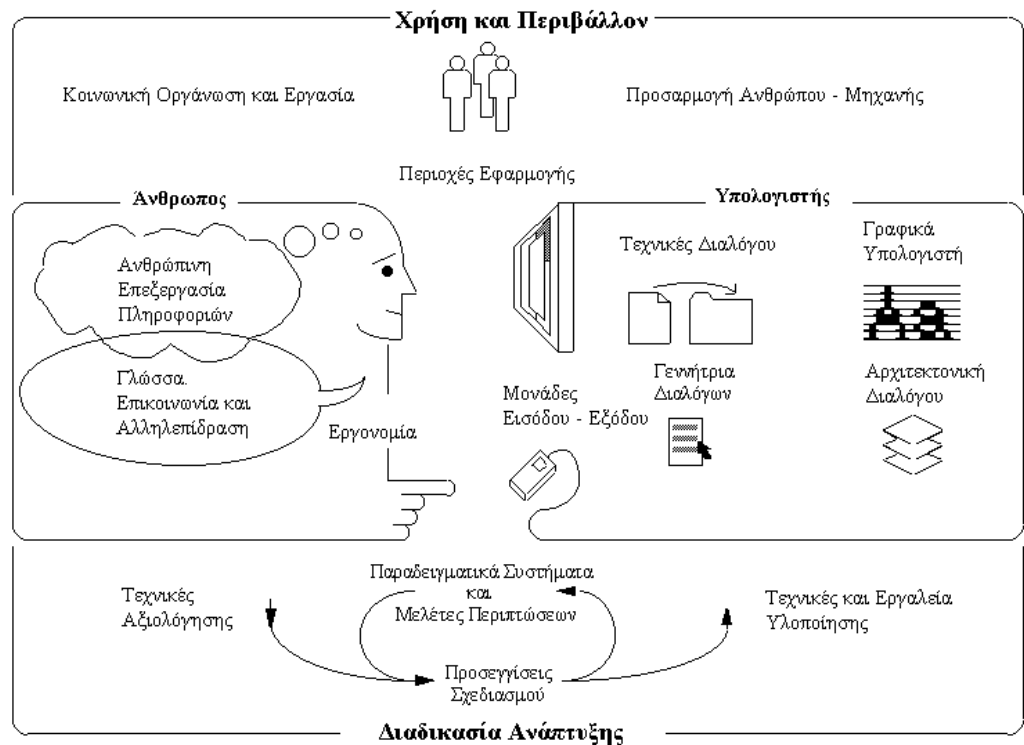 Χρήση και Περιβάλλον
Κοινωνική Οργάνωση και Εργασία
Προσαρμογή Ανθρώπου - Μηχανής
Περιοχές Εφαρμογής
Άνθρωπος
Ανθρώπινη
Επεξεργασία
Πληροφοριών
Γλώσσα.
Επικοινωνία και
Αλληλεπίδραση
Εργονομία
Υπολογιστής
Τεχνικές Διαλόγου
Γραφικά
Υπολογιστή
Μονάδες
Εισόδου - Εξόδου
Γεννήτρια
Διαλόγων
Αρχιτεκτονική
Διαλόγου
Τεχνικές
Αξιολόγησης
Παραδειγματικά Συστήματα
και
Μελέτες Περιπτώσεων
Προσεγγίσεις
Σχεδιασμού
Τεχνικές και Εργαλεία
Υλοποίησης
Διαδικασία Ανάπτυξης